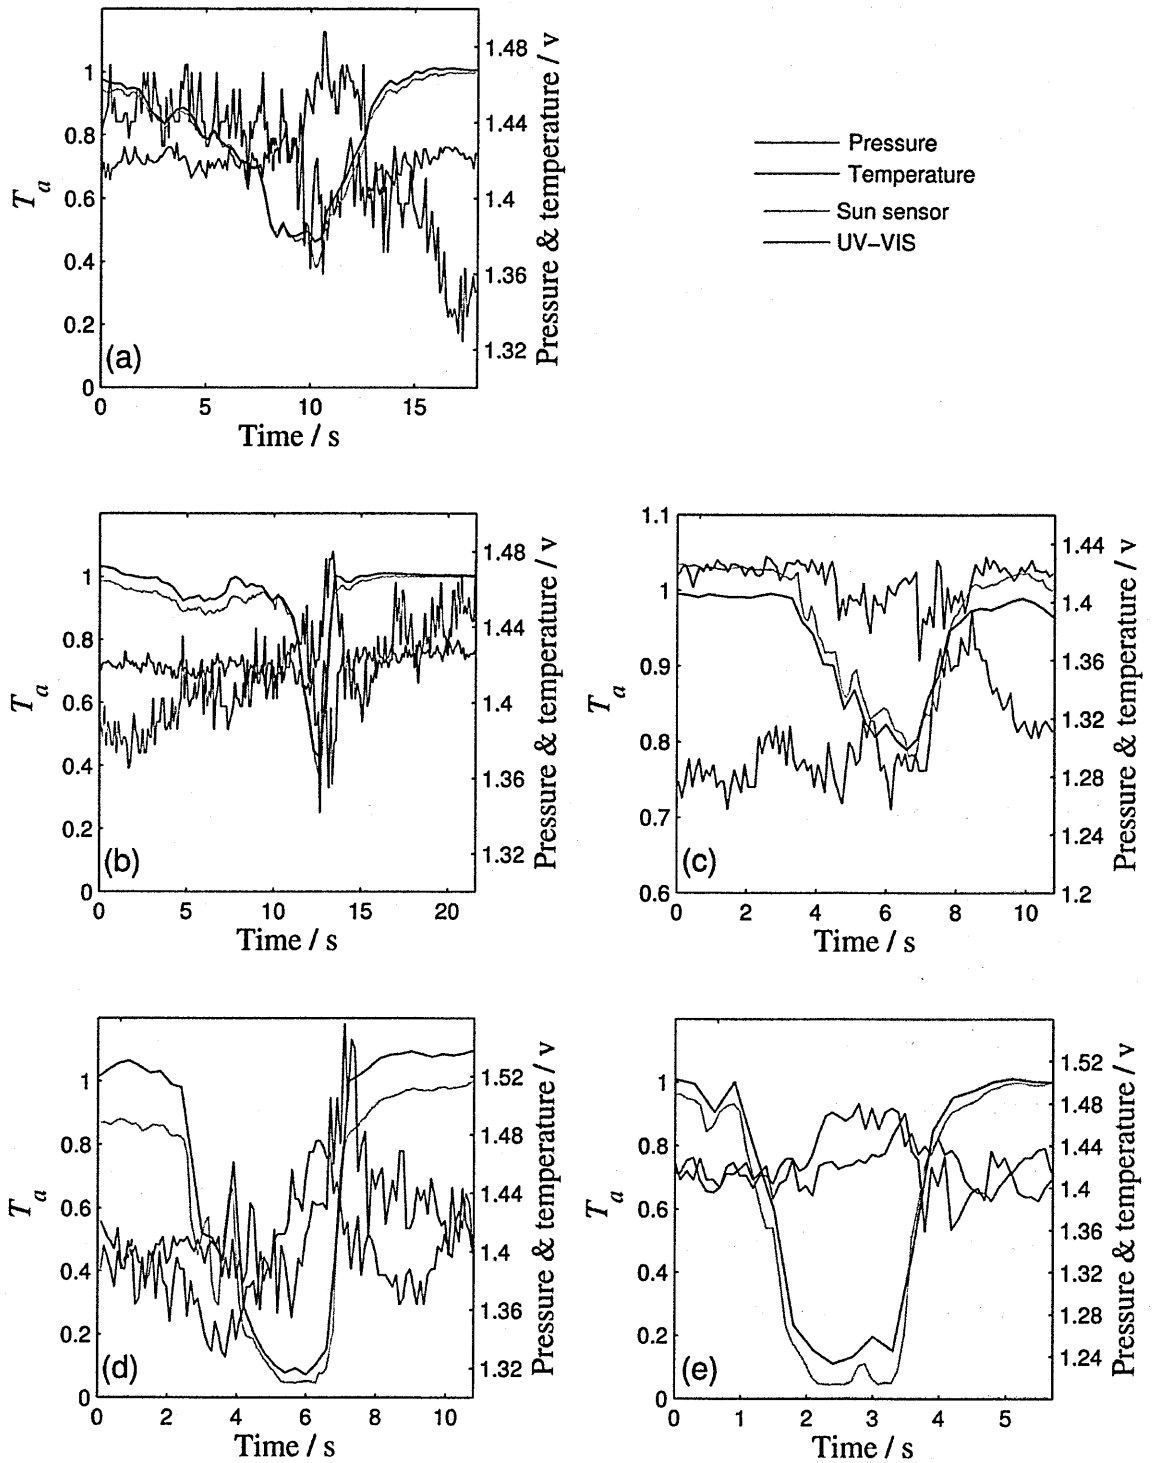 1
0.8
0.6
0.4
0.2
0
T_a
1.48
1.44
1.4
1.36
1.32
Pressure & temperature / v
(a)
0 5 10 15
Time / s
Pressure
Temperature
Sun sensor
UV–VIS
1
0.8
0.6
0.4
0.2
0
T_a
1.48
1.44
1.4
1.36
1.32
Pressure & temperature / v
(b)
0 5 10 15 20
Time / s
1.1
1
0.9
0.8
0.7
0.6
T_a
1.44
1.4
1.36
1.32
1.28
1.24
1.2
Pressure & temperature / v
(c)
0 2 4 6 8 10
Time / s
1
0.8
0.6
0.4
0.2
0
T_a
1.52
1.48
1.44
1.4
1.36
1.32
Pressure & temperature / v
(d)
0 2 4 6 8 10
Time / s
1
0.8
0.6
0.4
0.2
0
T_a
1.52
1.48
1.44
1.4
1.36
1.32
1.28
1.24
Pressure & temperature / v
(e)
0 1 2 3 4 5
Time / s